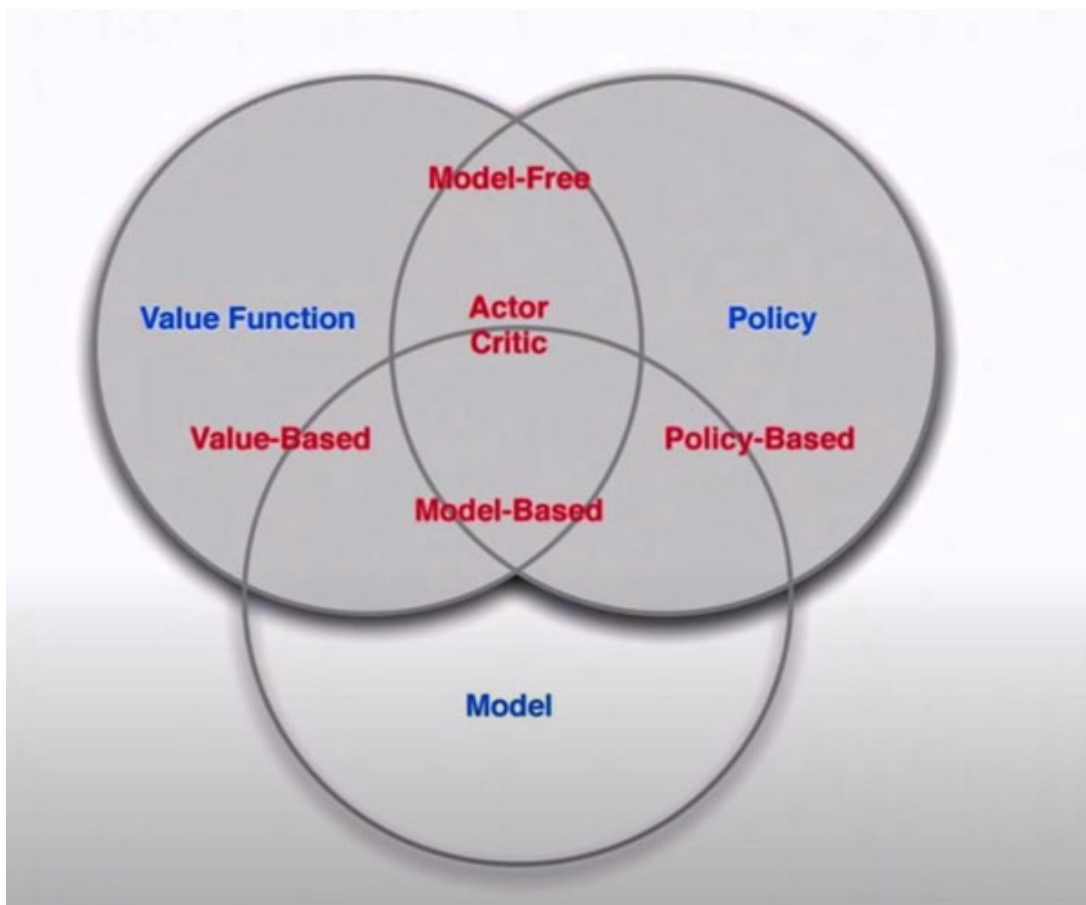 Model-Free
Value Function
Actor
Critic
Policy
Value-Based
Policy-Based
Model-Based
Model